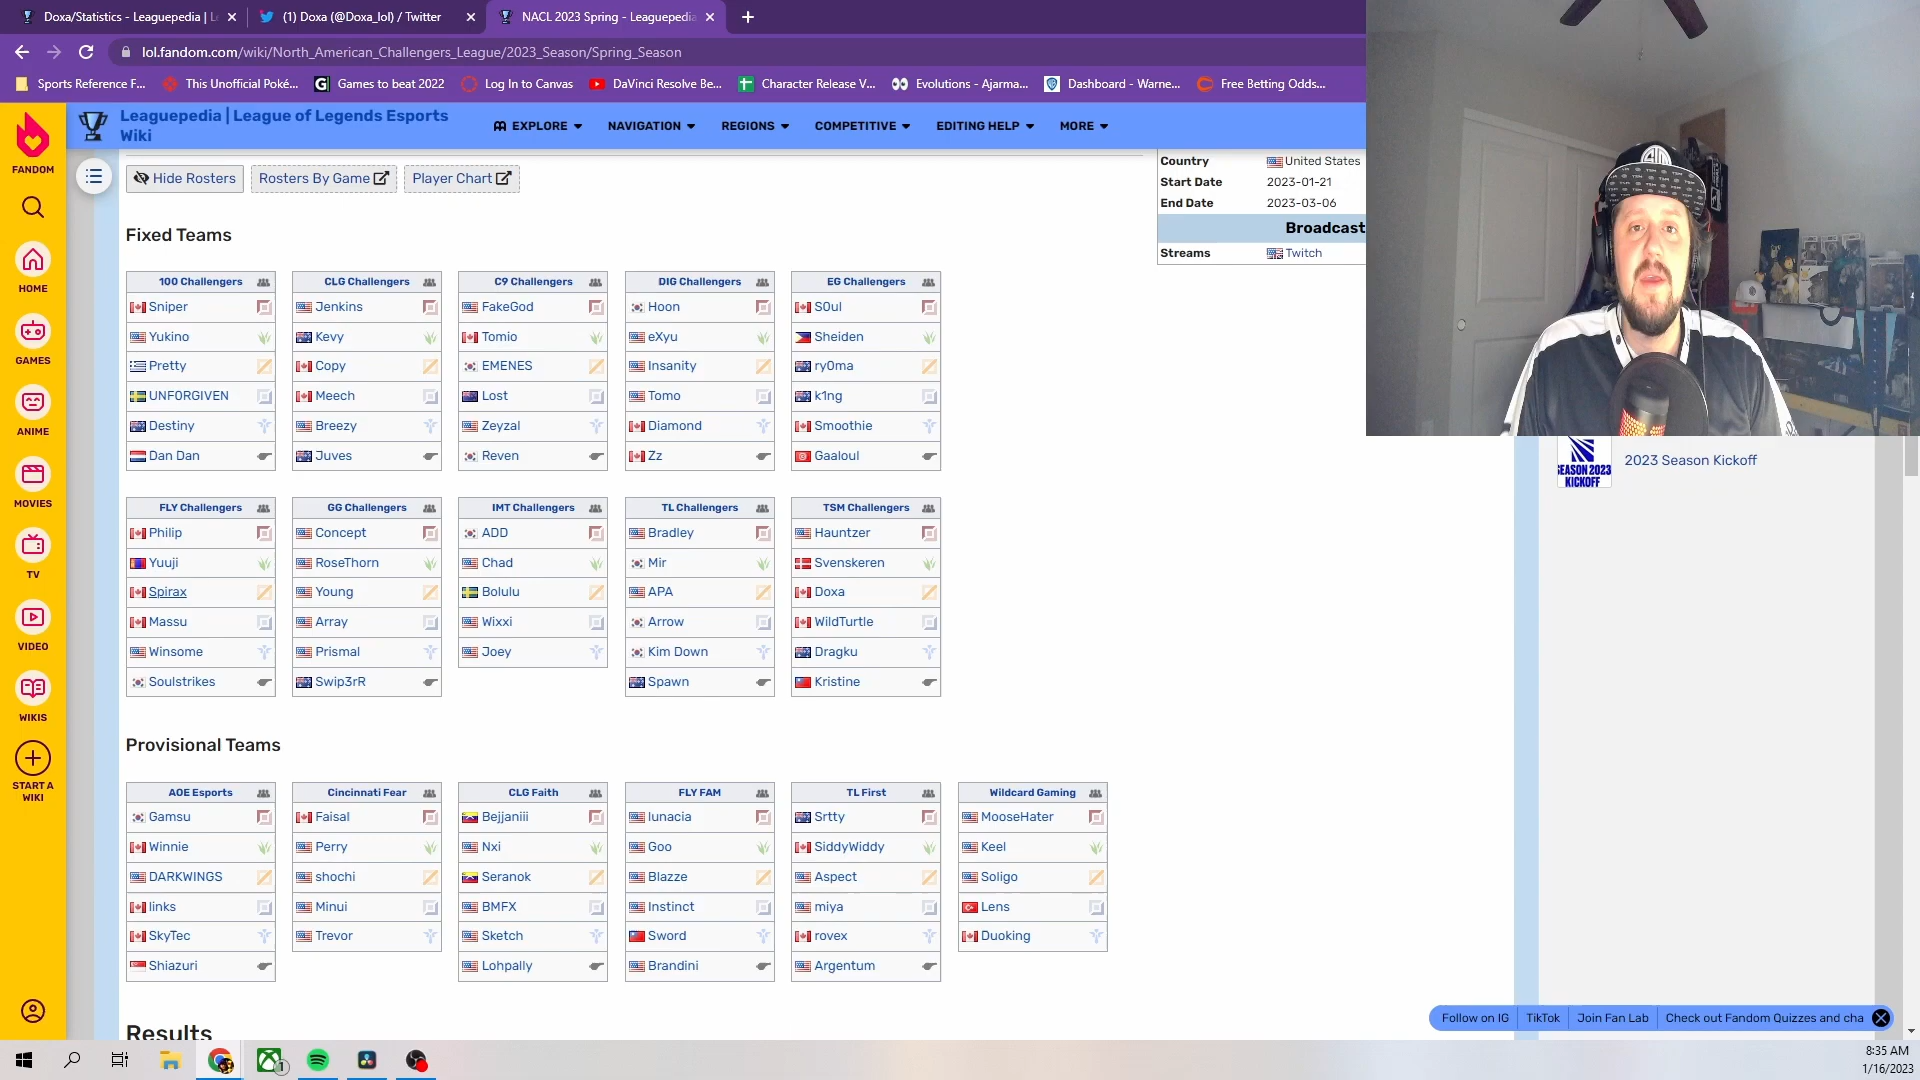 Doxa/Statistics - Leaguepedia | L
(1) Doxa (@Doxa_lol) / Twitter
NACL 2023 Spring - Leaguepedia
lol.fandom.com/wiki/North_American_Challengers_League/2023_Season/Spring_Season
Sports Reference F...
This Unofficial Poké...
Games to beat 2022
Log In to Canvas
DaVinci Resolve Be...
Character Release V...
Evolutions - Ajarma...
Dashboard - Warne...
Free Betting Odds...
FANDOM
HOME
GAMES
ANIME
MOVIES
TV
VIDEO
WIKIS
START A
WIKI
Leaguepedia | League of Legends Esports
Wiki
EXPLORE
NAVIGATION
REGIONS
COMPETITIVE
EDITING HELP
MORE
Hide Rosters
Rosters By Game
Player Chart
Country United States
Start Date 2023-01-21
End Date 2023-03-06
Broadcast
Streams Twitch
TSM
SEASON 2023
KICKOFF
2023 Season Kickoff
Fixed Teams
100 Challengers
Sniper
Yukino
Pretty
UNF0RGIVEN
Destiny
Dan Dan
CLG Challengers
Jenkins
Kevy
Copy
Meech
Breezy
Juves
C9 Challengers
FakeGod
Tomio
EMENES
Lost
Zeyzal
Reven
DIG Challengers
Hoon
eXyu
Insanity
Tomo
Diamond
Zz
EG Challengers
S0ul
Sheiden
ry0ma
k1ng
Smoothie
Gaaloul
FLY Challengers
Philip
Yuuji
Spirax
Massu
Winsome
Soulstrikes
GG Challengers
Concept
RoseThorn
Young
Array
Prismal
Swip3rR
IMT Challengers
ADD
Chad
Bolulu
Wixxi
Joey
TL Challengers
Bradley
Mir
APA
Arrow
Kim Down
Spawn
TSM Challengers
Hauntzer
Svenskeren
Doxa
WildTurtle
Dragku
Kristine
Provisional Teams
AOE Esports
Gamsu
Winnie
DARKWINGS
links
SkyTec
Shiazuri
Cincinnati Fear
Faisal
Perry
shochi
Minui
Trevor
CLG Faith
Bejjaniii
Nxi
Seranok
BMFX
Sketch
Lohpally
FLY FAM
lunacia
Goo
Blazze
Instinct
Sword
Brandini
TL First
Srtty
SiddyWiddy
Aspect
miya
rovex
Argentum
Wildcard Gaming
MooseHater
Keel
Soligo
Lens
Duoking
Results
Follow on IG
TikTok
Join Fan Lab
Check out Fandom Quizzes and cha
8:35 AM
1/16/2023